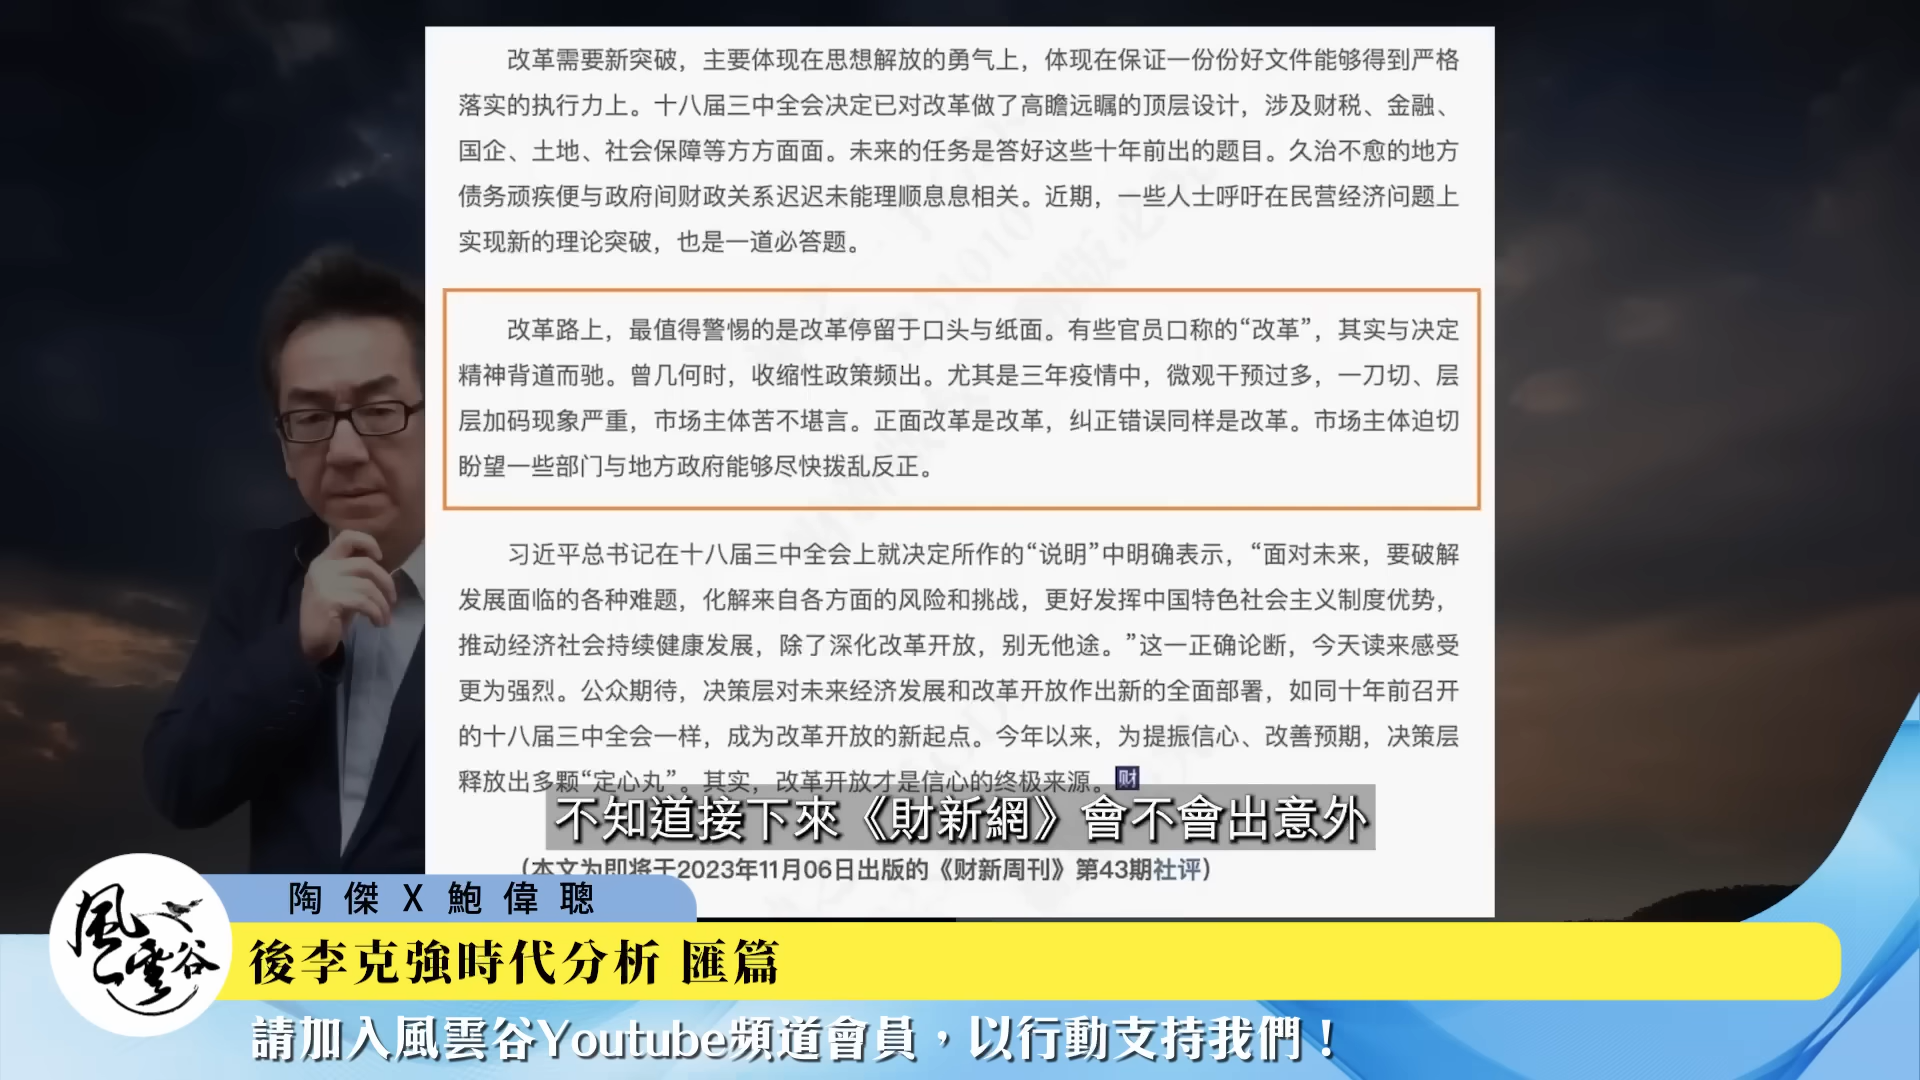 改革需要新突破，主要体现在思想解放的勇气上，体现在保证一份份好文件能够得到严格
落实的执行力上。十八届三中全会决定已对改革做了高瞻远瞩的顶层设计，涉及财税、金融、
国企、土地、社会保障等方方面面。未来的任务是答好这些十年前出的题目。久治不愈的地方
债务顽疾便与政府间财政关系迟迟未能理顺息息相关。近期，一些人士呼吁在民营经济问题上
实现新的理论突破，也是一道必答题。
改革路上，最值得警惕的是改革停留于口头与纸面。有些官员口称的“改革”，其实与决定
精神背道而驰。曾几何时，收缩性政策频出。尤其是三年疫情中，微观干预过多，一刀切、层
层加码现象严重，市场主体苦不堪言。正面改革是改革，纠正错误同样是改革。市场主体迫切
盼望一些部门与地方政府能够尽快拨乱反正。
习近平总书记在十八届三中全会上就决定所作的“说明”中明确表示，“面对未来，要破解
发展面临的各种难题，化解来自各方面的风险和挑战，更好发挥中国特色社会主义制度优势，
推动经济社会持续健康发展，除了深化改革开放，别无他途。”这一正确论断，今天读来感受
更为强烈。公众期待，决策层对未来经济发展和改革开放作出新的全面部署，如同十年前召开
的十八届三中全会一样，成为改革开放的新起点。今年以来，为提振信心、改善预期，决策层
释放出多颗“定心丸”。其实，改革开放才是信心的终极来源。财
不知道接下來《財新網》會不會出意外
（本文为即将于2023年11月06日出版的《财新周刊》第43期社评）
陶傑X鮑偉聰
風雲谷
後李克強時代分析 匯篇
請加入風雲谷Youtube頻道會員，以行動支持我們！